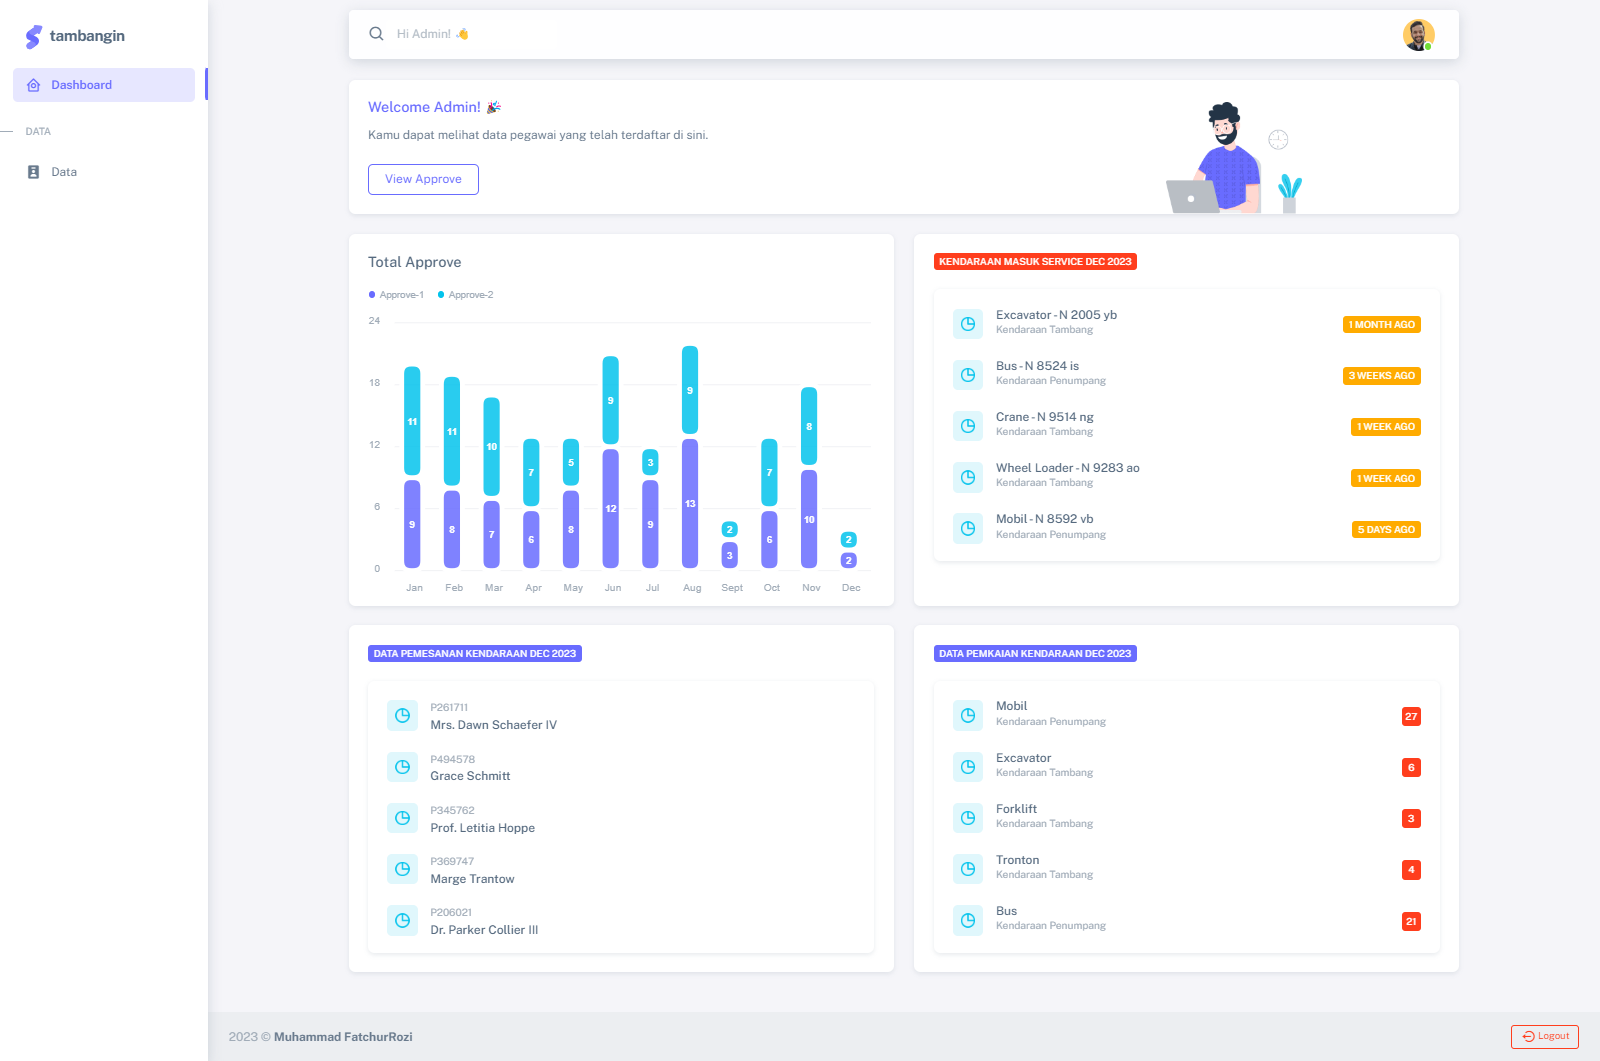 tambangin
Dashboard
DATA
Data
Hi Admin! 👋
Welcome Admin! 🎉
Kamu dapat melihat data pegawai yang telah terdaftar di sini.
View Approve
Total Approve
Approve-1 Approve-2
24
18
12
6
0
11 11 10 7 5 9 3 9 2 7 8 2
9 8 7 6 8 12 9 13 3 6 10 2
Jan Feb Mar Apr May Jun Jul Aug Sept Oct Nov Dec
KENDARAAN MASUK SERVICE DEC 2023
Excavator - N 2005 yb
Kendaraan Tambang
1 MONTH AGO
Bus - N 8524 is
Kendaraan Penumpang
3 WEEKS AGO
Crane - N 9514 ng
Kendaraan Tambang
1 WEEK AGO
Wheel Loader - N 9283 ao
Kendaraan Tambang
1 WEEK AGO
Mobil - N 8592 vb
Kendaraan Penumpang
5 DAYS AGO
DATA PEMESANAN KENDARAAN DEC 2023
P261711
Mrs. Dawn Schaefer IV
P494578
Grace Schmitt
P345762
Prof. Letitia Hoppe
P369747
Marge Trantow
P206021
Dr. Parker Collier III
DATA PEMKAIAN KENDARAAN DEC 2023
Mobil
Kendaraan Penumpang
27
Excavator
Kendaraan Tambang
6
Forklift
Kendaraan Tambang
3
Tronton
Kendaraan Tambang
4
Bus
Kendaraan Penumpang
21
2023 © Muhammad FatchurRozi
Logout